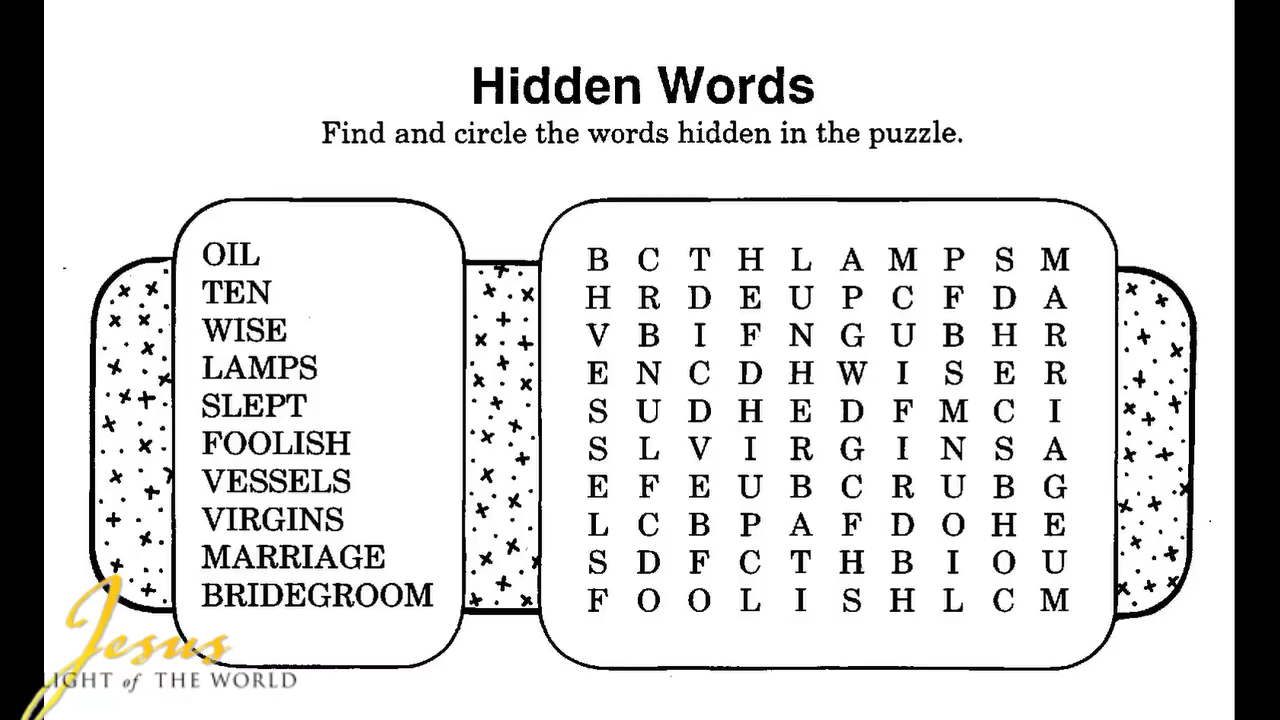 Hidden Words
Find and circle the words hidden in the puzzle.
OIL
TEN
WISE
LAMPS
SLEPT
FOOLISH
VESSELS
VIRGINS
MARRIAGE
BRIDEGROOM
B C T H L A M P S M
H R D E U P C F D A
V B I F N G U B H R
E N C D H W I S E R
S U D H E D F M C I
S L V I R G I N S A
E F E U B C R U B G
L C B P A F D O H E
S D F C T H B I O U
F O O L I S H L C M
Jesus
IGHT of THE WORLD